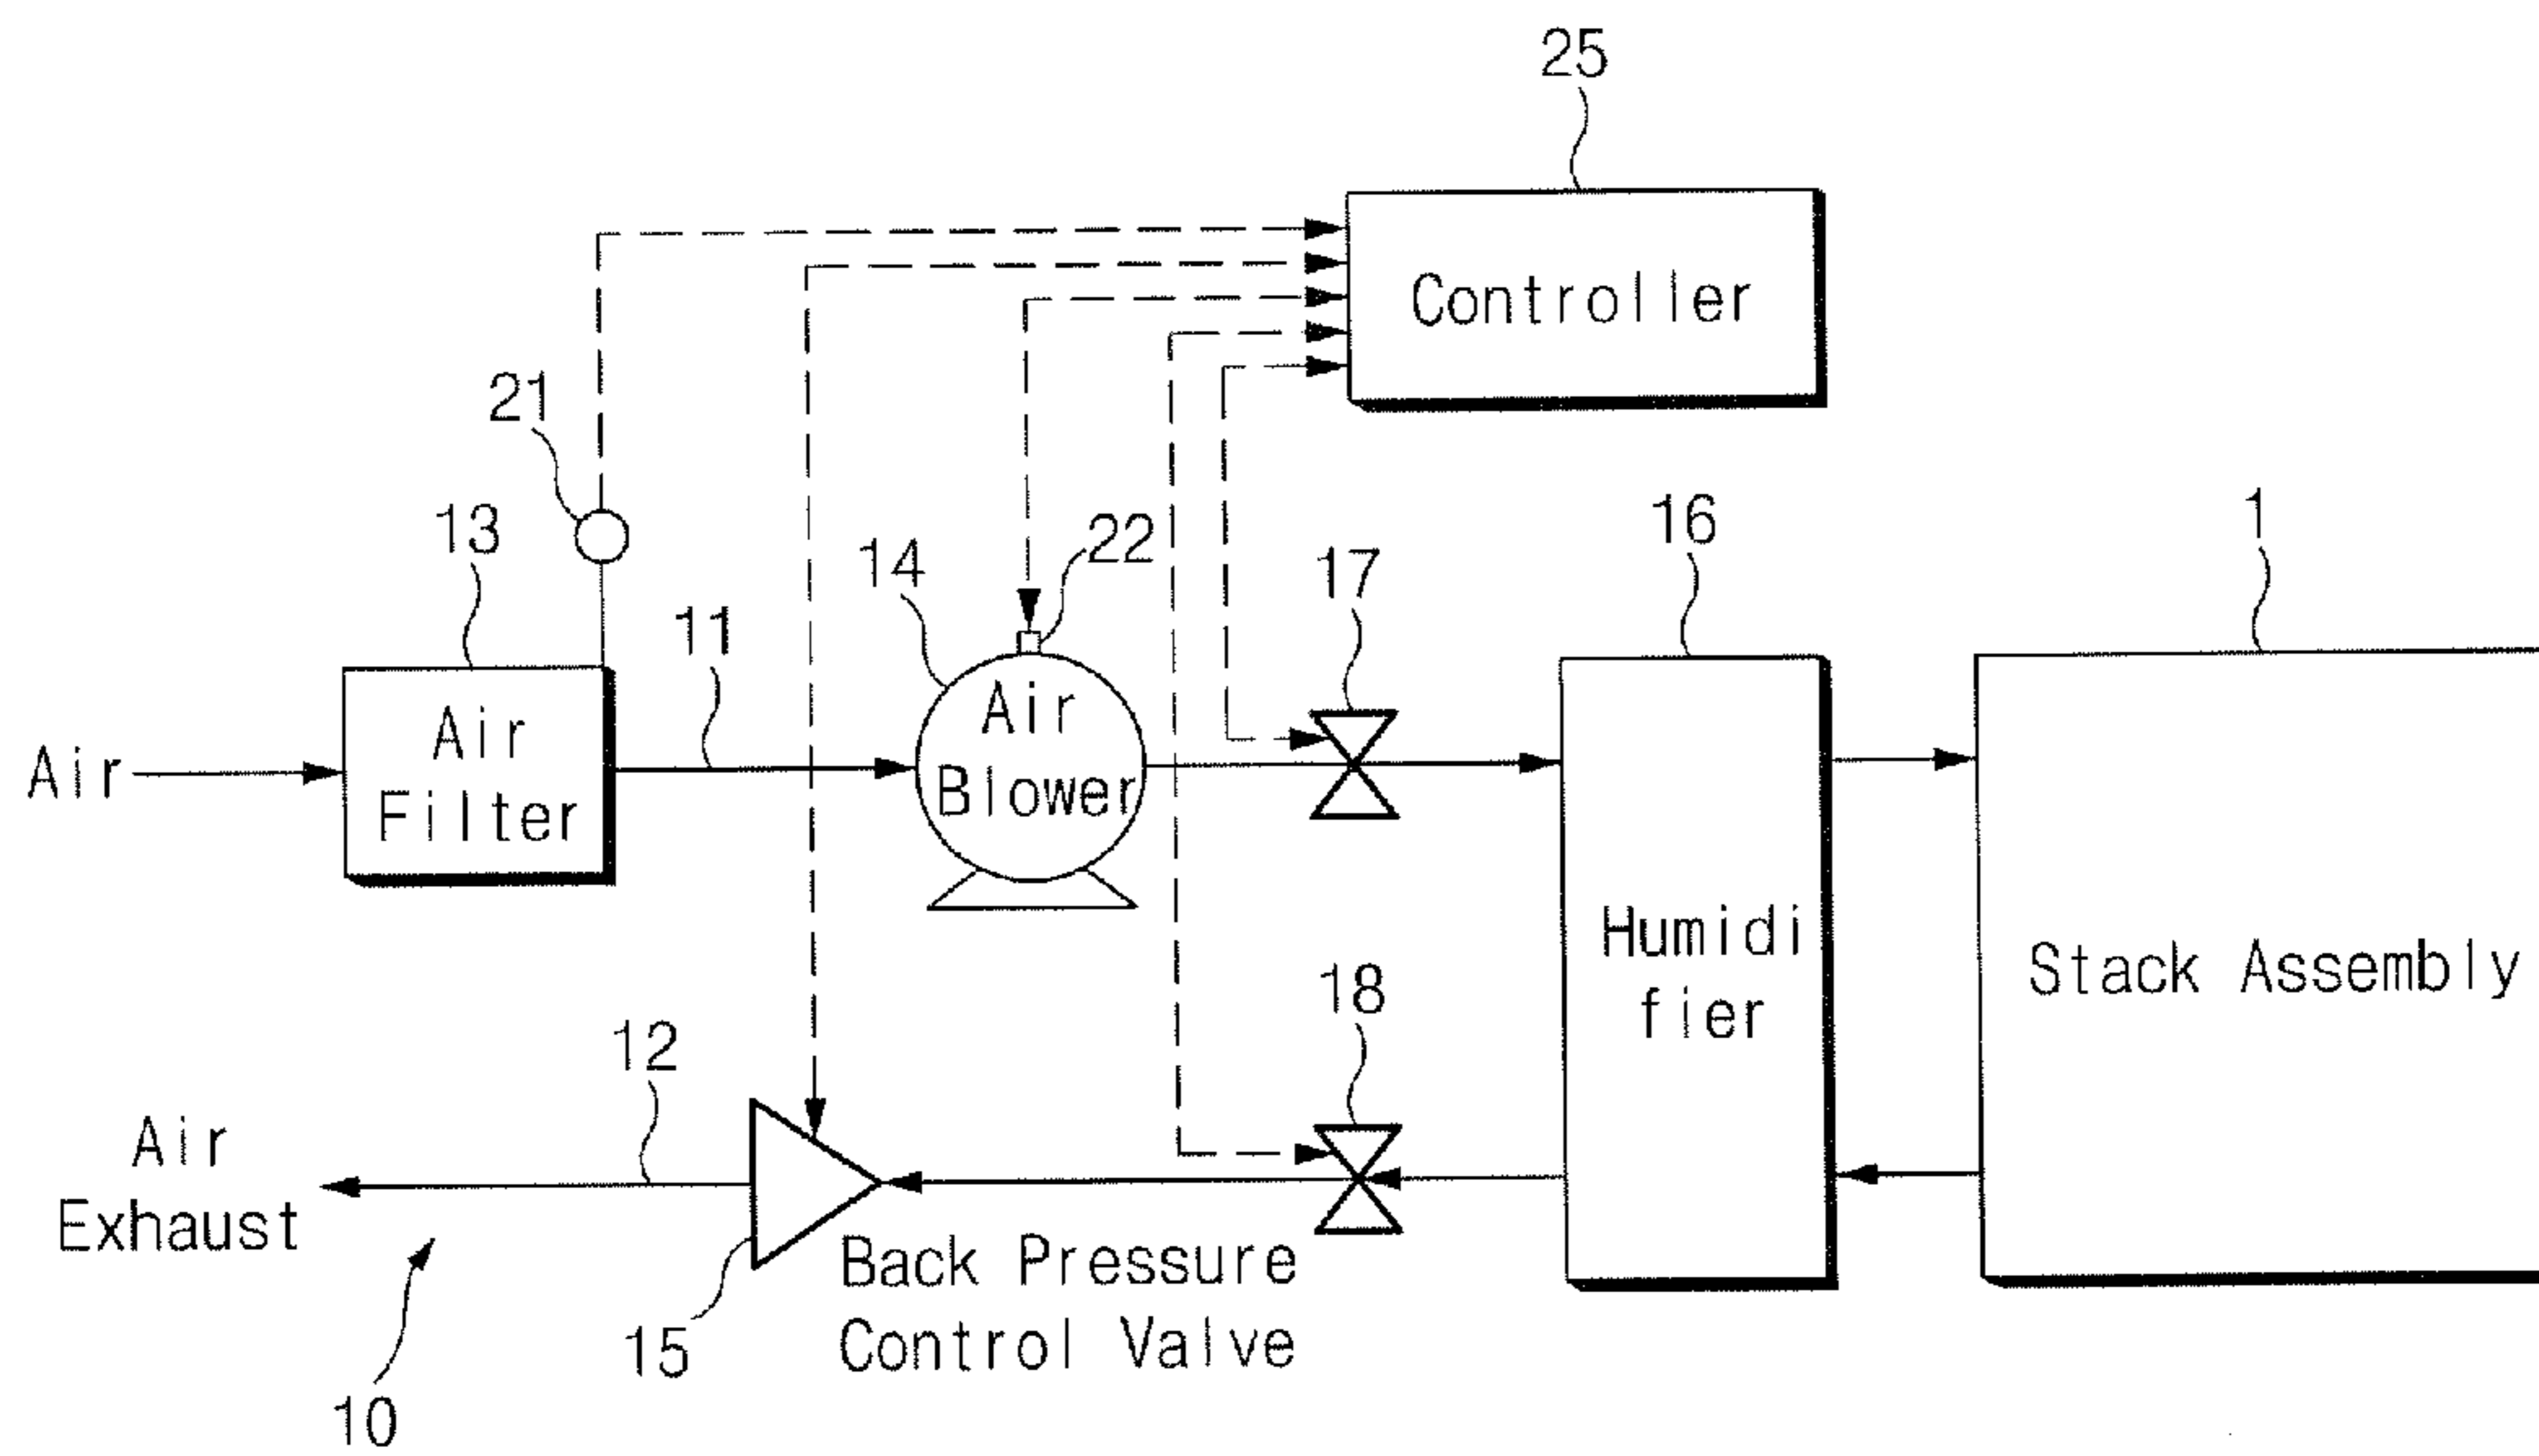 25
Controller
21
13
11
14
22
17
16
1
Air
Air
Filter
Air
Blower
Humidi
fier
Stack Assembly
18
12
Air
Exhaust
15
Back Pressure
Control Valve
10